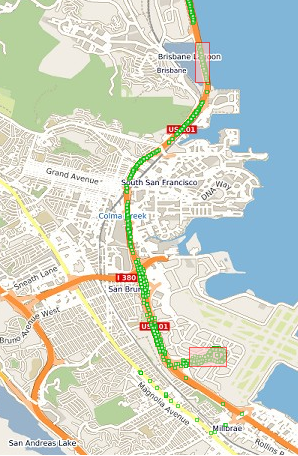 Brisbane Lagoon
Brisbane
US 101
Grand Avenue
South San Francisco
DNA Way
Colma Creek
I 380
Sneath Lane
San Bruno
US 101
Bruno Avenue West
Magnolia Avenue
Millbrae
Rollins
San Andreas Lake